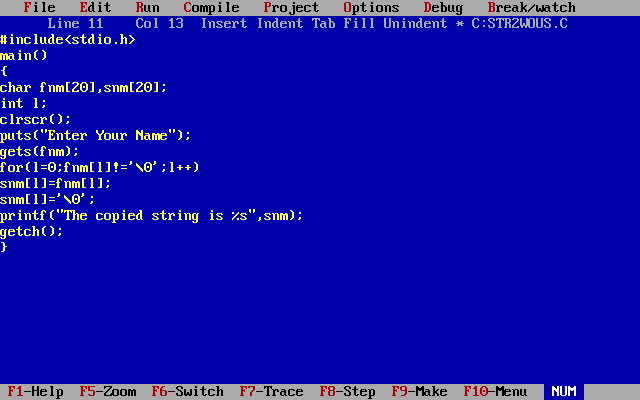 File Edit Run Compile Project Options Debug Break/watch
Line 11 Col 13 Insert Indent Tab Fill Unindent * C:STR2WOUS.C
#include<stdio.h>
main()
{
char fnm[20],snm[20];
int l;
clrscr();
puts("Enter Your Name");
gets(fnm);
for(l=0;fnm[l]!='\0';l++)
snm[l]=fnm[l];
snm[l]='\0';
printf("The copied string is %s",snm);
getch();
}
F1-Help F5-Zoom F6-Switch F7-Trace F8-Step F9-Make F10-Menu NUM